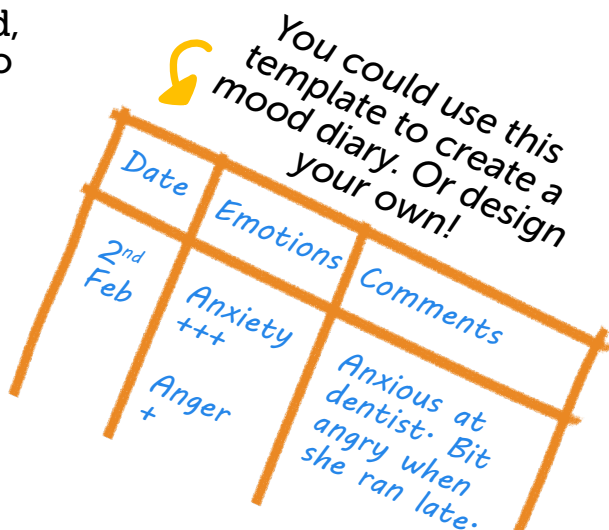 d,
o
You could use this
template to create a
mood diary. Or design
your own!
Date
Emotions
Comments
2nd
Feb
Anxiety
+++
Anger
+
Anxious at
dentist. Bit
angry when
she ran late.